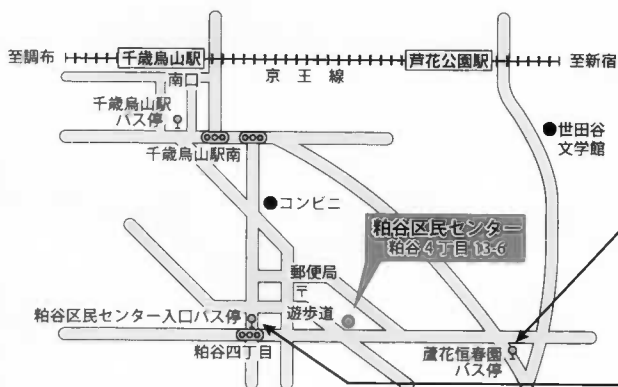 至調布
千歳烏山駅
芦花公園駅
至新宿
南口
京王線
千歳烏山駅
バス停
千歳烏山駅南
世田谷
文学館
コンビニ
粕谷区民センター
粕谷4丁目13-6
郵便局
〒
遊歩道
粕谷区民センター入口バス停
粕谷四丁目
蘆花恒春園
バス停